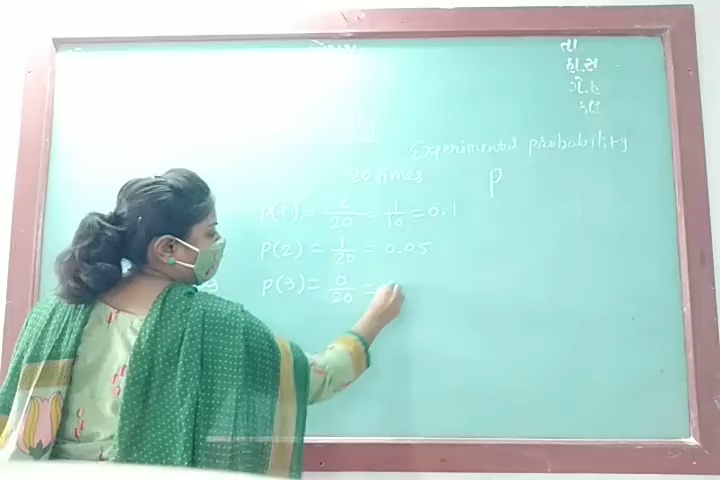 તા
હા.સ
ગે.હ
કુલ
Experimental probability
20 times
P
P(1) = 2/20 = 1/10 = 0.1
P(2) = 1/20 = 0.05
P(3) = 0/20 =